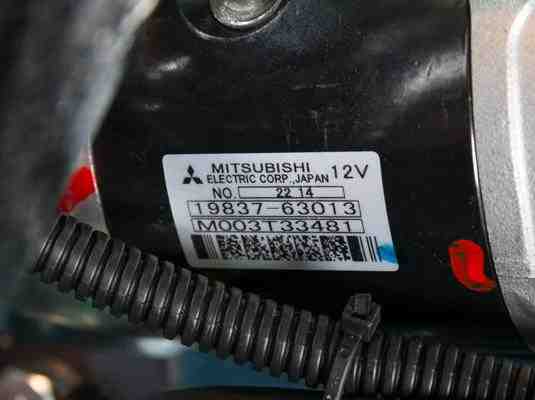 MITSUBISHI 12V
ELECTRIC CORP., JAPAN
NO. 22 14
19837-63013
M003T33481